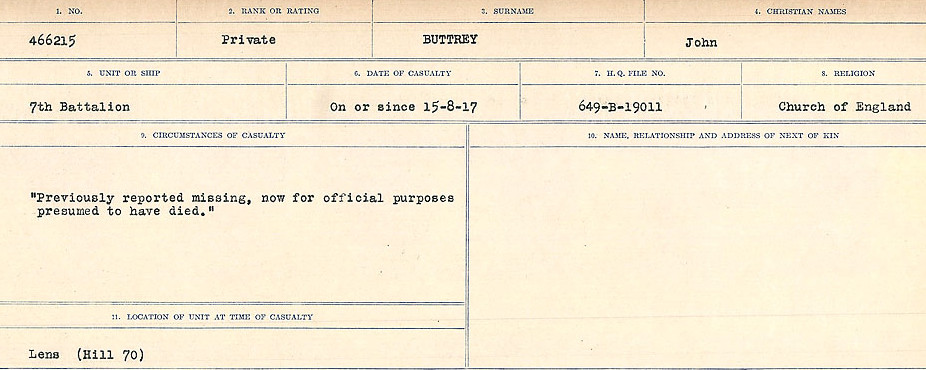 1. NO. 2. RANK OR RATING 3. SURNAME 4. CHRISTIAN NAMES
466215 Private BUTTREY John
5. UNIT OR SHIP 6. DATE OF CASUALTY 7. H.Q. FILE NO. 8. RELIGION
7th Battalion On or since 15-8-17 649-B-19011 Church of England
9. CIRCUMSTANCES OF CASUALTY 10. NAME, RELATIONSHIP AND ADDRESS OF NEXT OF KIN
"Previously reported missing, now for official purposes
presumed to have died."
11. LOCATION OF UNIT AT TIME OF CASUALTY
Lens (Hill 70)